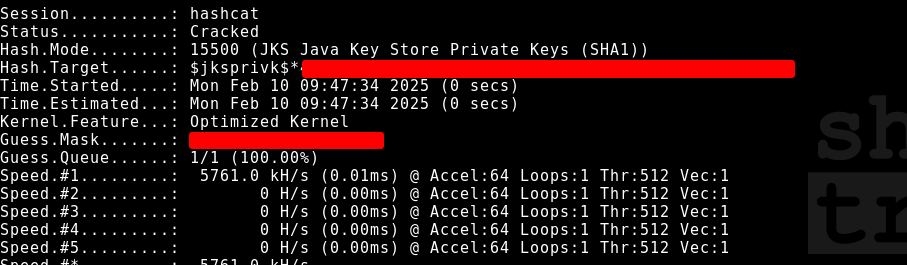 Session..........: hashcat
Status...........: Cracked
Hash.Mode........: 15500 (JKS Java Key Store Private Keys (SHA1))
Hash.Target......: $jksprivk$*
Time.Started.....: Mon Feb 10 09:47:34 2025 (0 secs)
Time.Estimated...: Mon Feb 10 09:47:34 2025 (0 secs)
Kernel.Feature...: Optimized Kernel
Guess.Mask.......:
Guess.Queue......: 1/1 (100.00%)
Speed.#1.........:  5761.0 kH/s (0.01ms) @ Accel:64 Loops:1 Thr:512 Vec:1
Speed.#2.........:        0 H/s (0.00ms) @ Accel:64 Loops:1 Thr:512 Vec:1
Speed.#3.........:        0 H/s (0.00ms) @ Accel:64 Loops:1 Thr:512 Vec:1
Speed.#4.........:        0 H/s (0.00ms) @ Accel:64 Loops:1 Thr:512 Vec:1
Speed.#5.........:        0 H/s (0.00ms) @ Accel:64 Loops:1 Thr:512 Vec:1
Speed.#*.........:  5761.0 kH/s
sh
tr